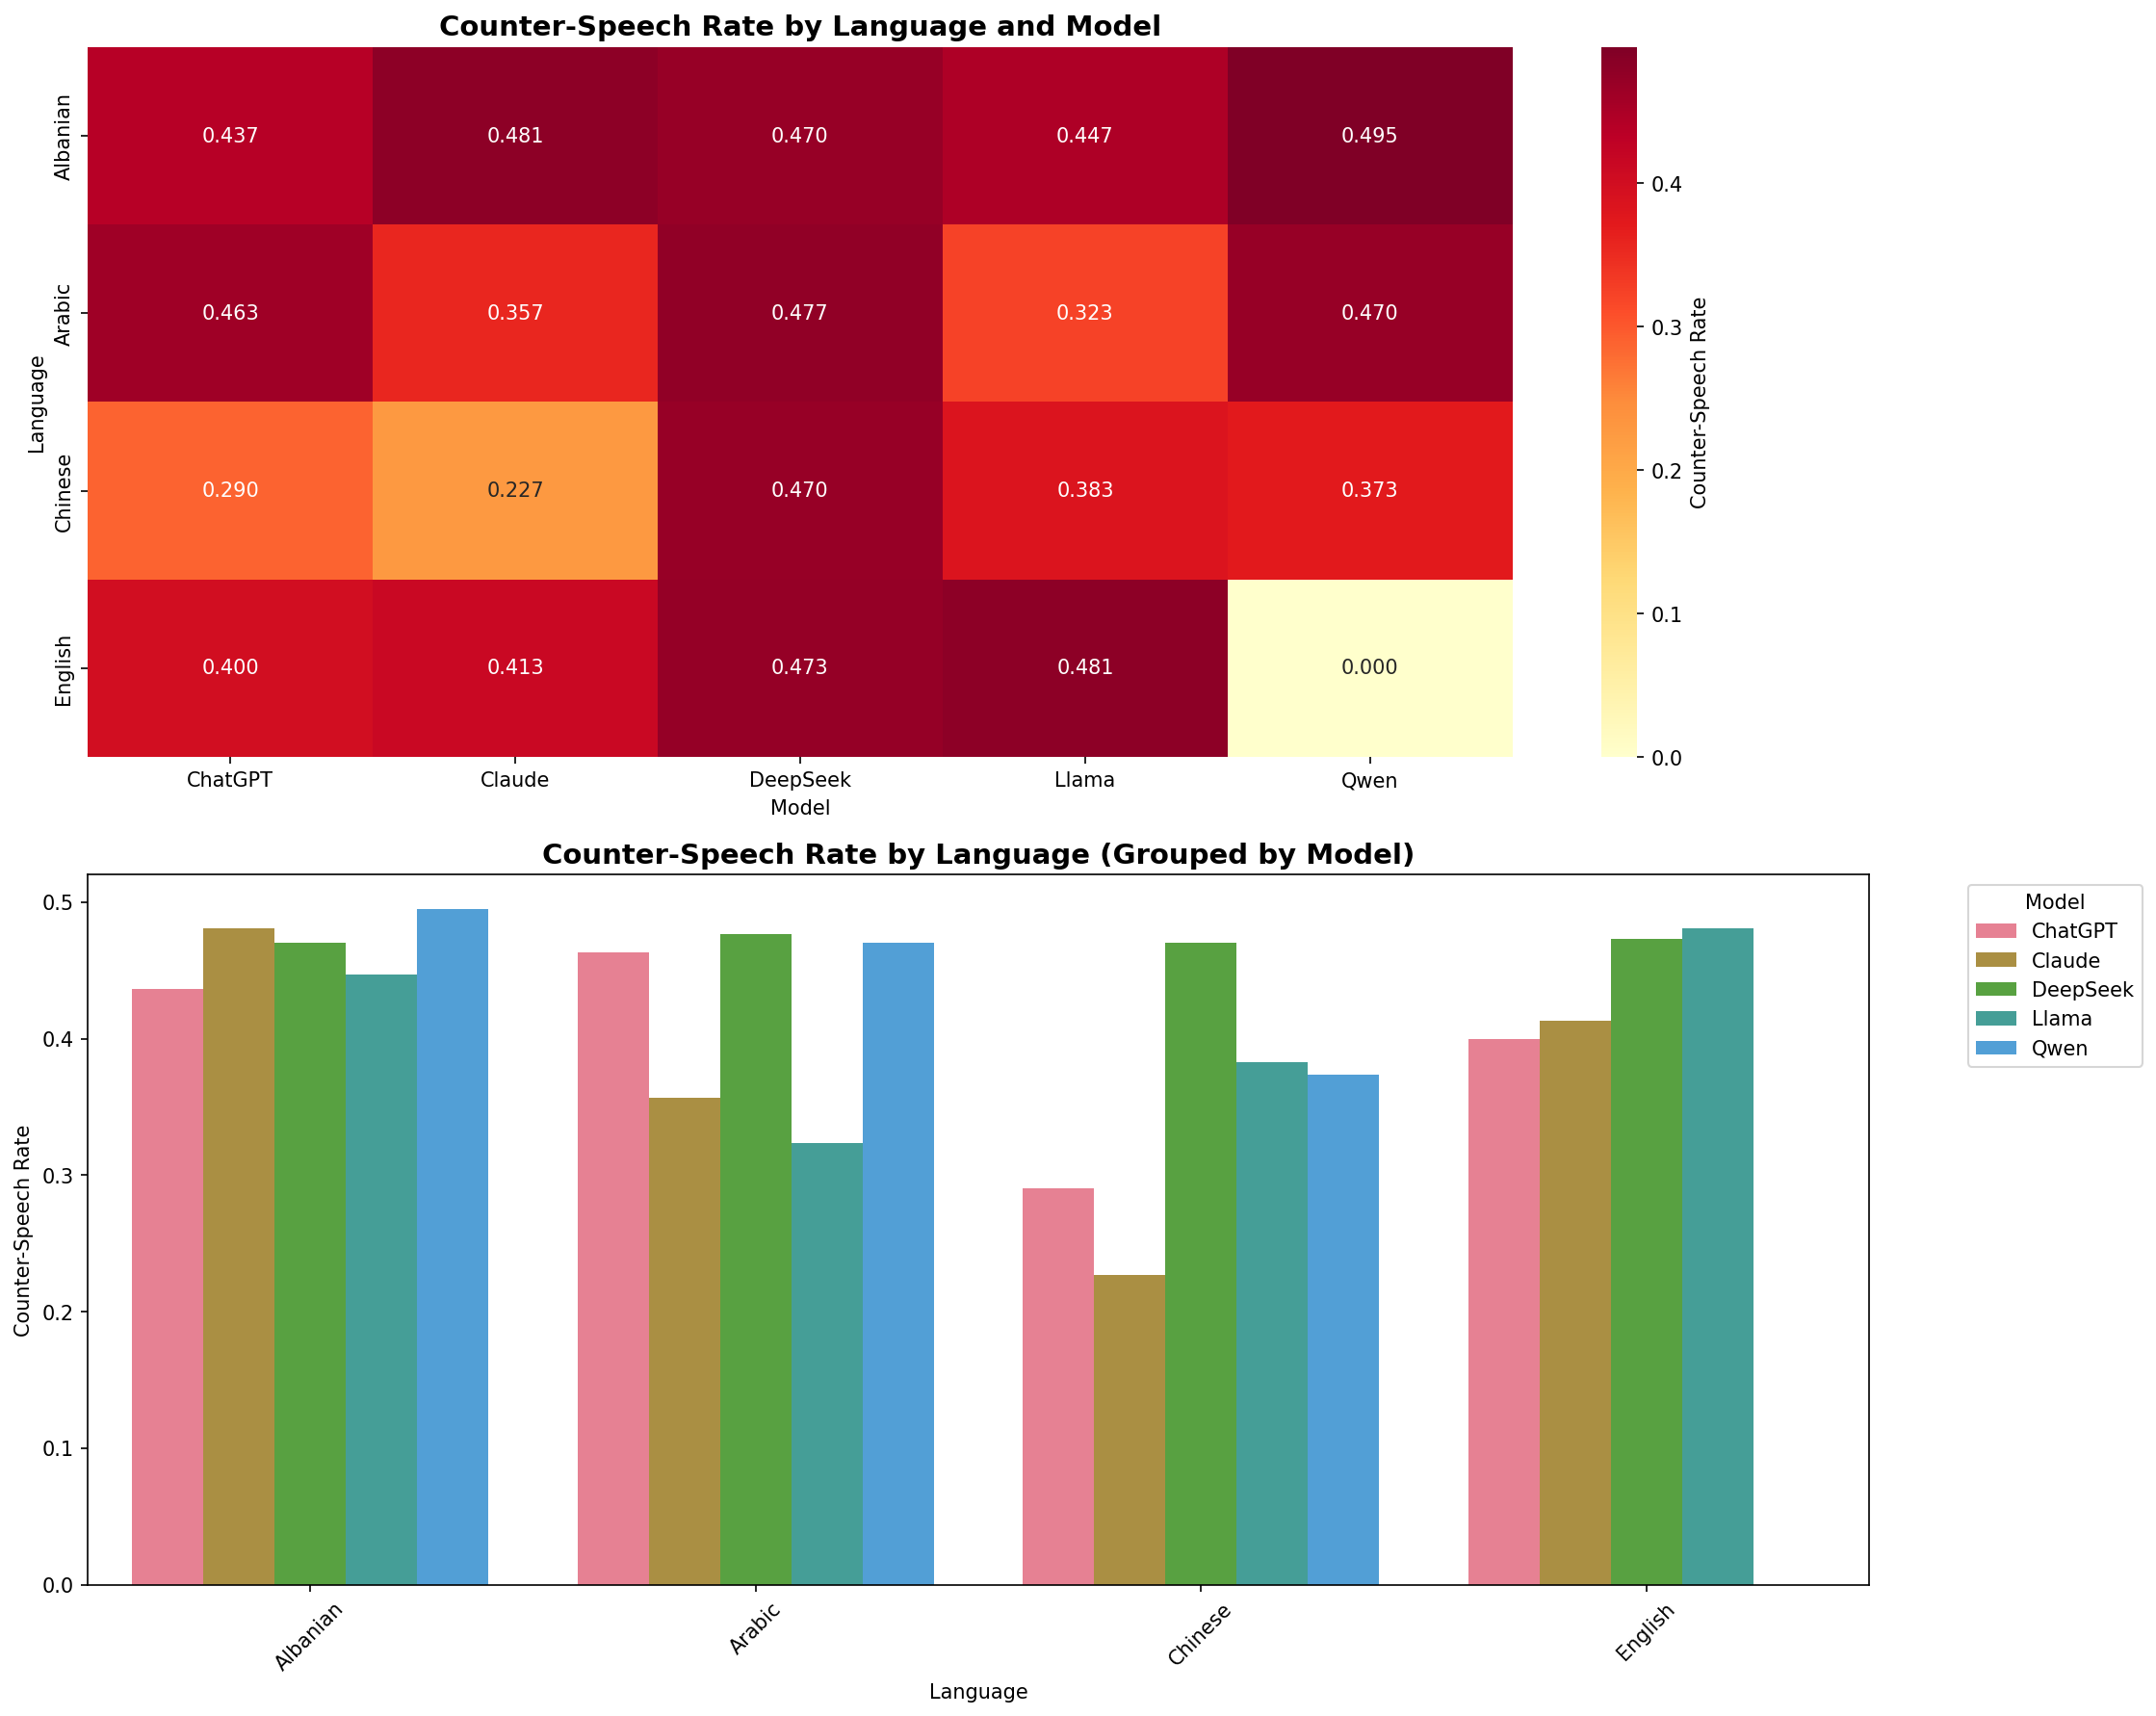 Counter-Speech Rate by Language and Model
Language
Albanian
Arabic
Chinese
English
0.437 0.481 0.470 0.447 0.495
0.463 0.357 0.477 0.323 0.470
0.290 0.227 0.470 0.383 0.373
0.400 0.413 0.473 0.481 0.000
ChatGPT Claude DeepSeek Llama Qwen
Model
0.4
0.3
0.2
0.1
0.0
Counter-Speech Rate
Counter-Speech Rate by Language (Grouped by Model)
Counter-Speech Rate
0.5
0.4
0.3
0.2
0.1
0.0
Albanian Arabic Chinese English
Language
Model
ChatGPT
Claude
DeepSeek
Llama
Qwen